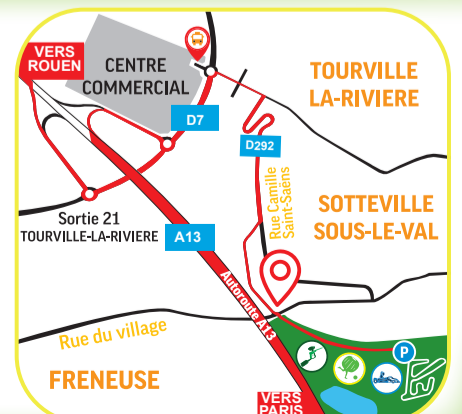 VERS
ROUEN
CENTRE
COMMERCIAL
TOURVILLE
LA-RIVIERE
D7
D292
Rue Camille
Saint-Saëns
SOTTEVILLE
SOUS-LE-VAL
Sortie 21
TOURVILLE-LA-RIVIERE
A13
Autoroute A13
Rue du village
P
FRENEUSE
VERS
PARIS